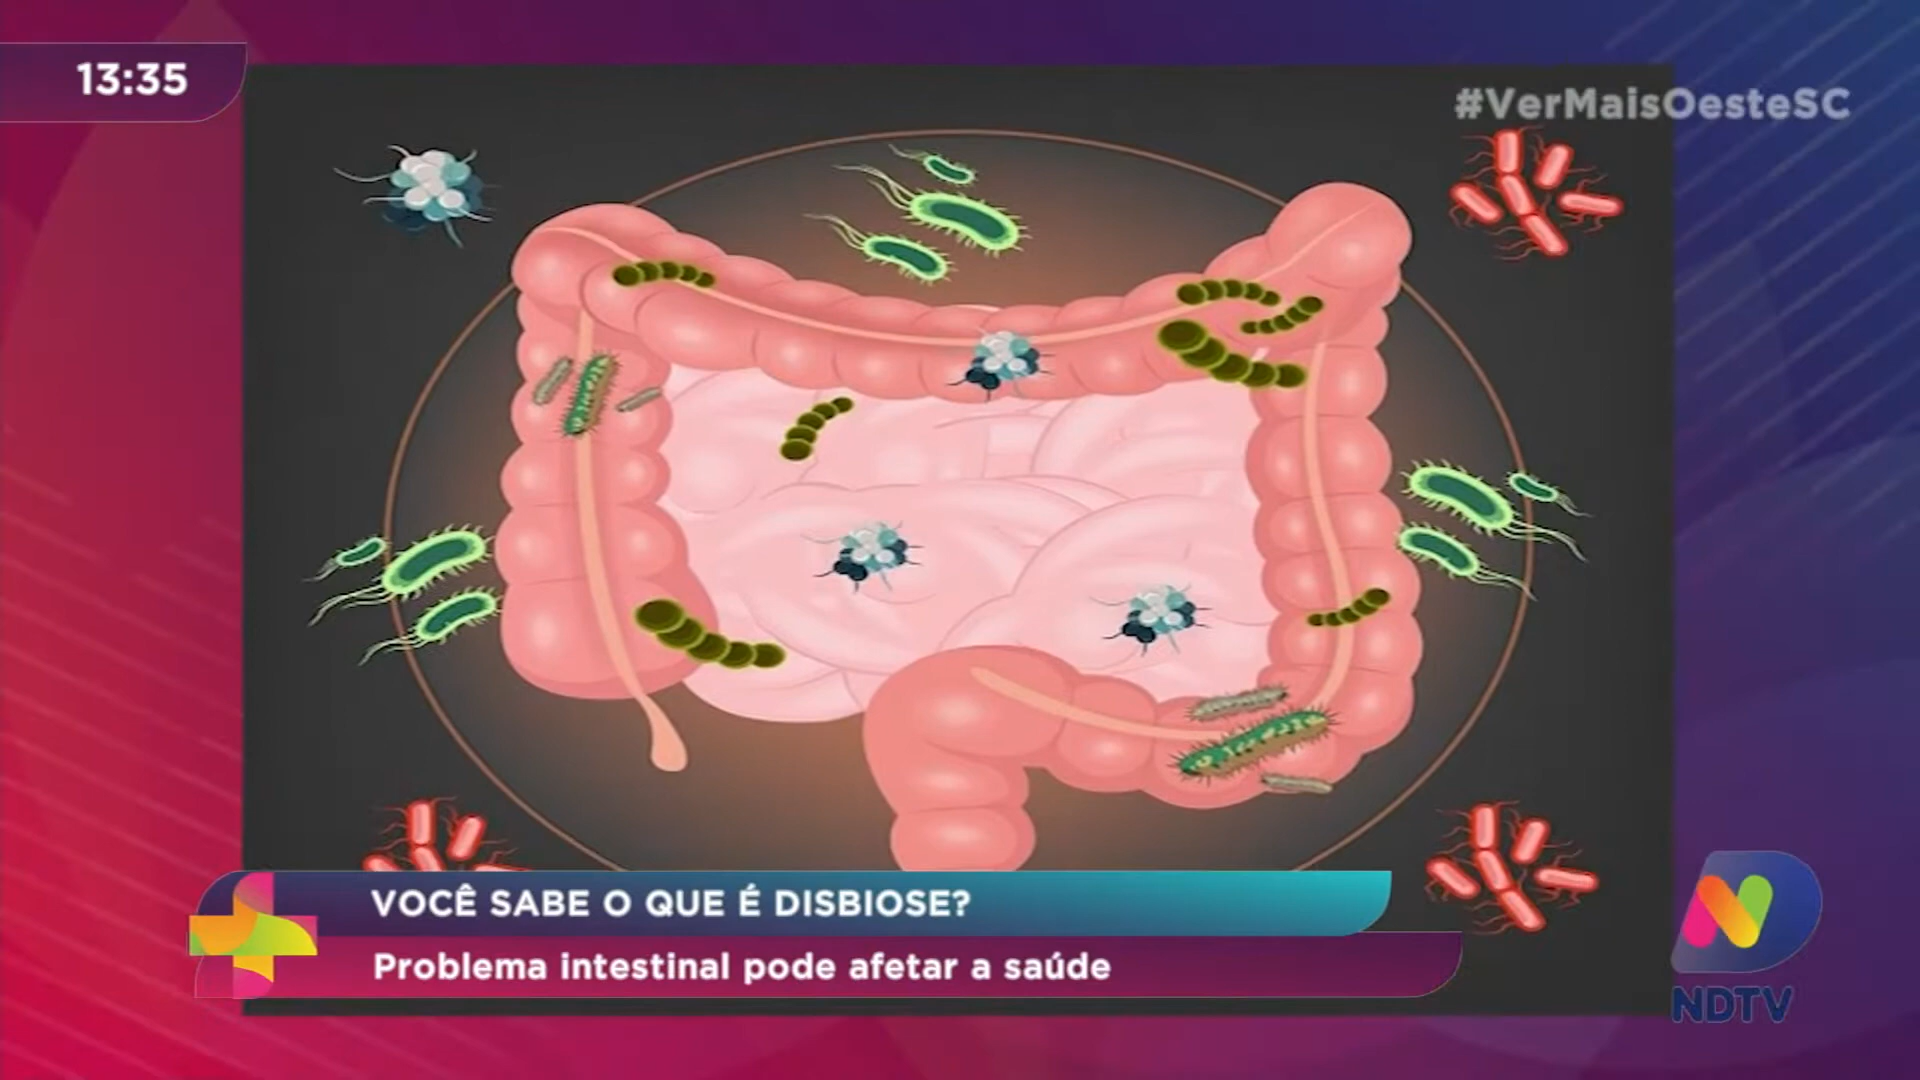 13:35
#VerMaisOesteSC
VOCÊ SABE O QUE É DISBIOSE?
Problema intestinal pode afetar a saúde
NDTV